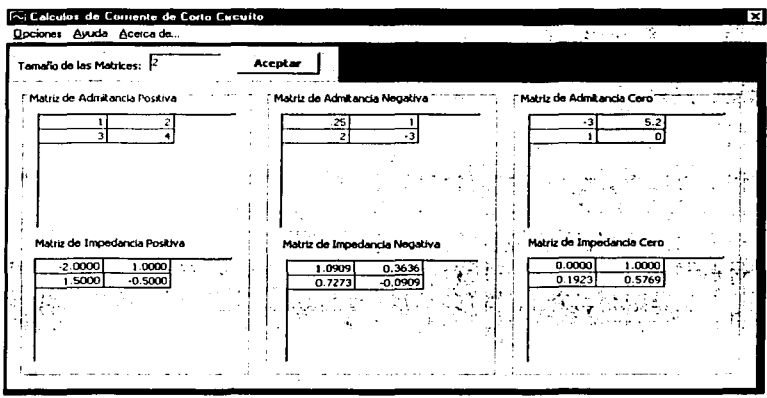 Calculos de Corriente de Corto Circuito
Opciones Ayuda Acerca de...
Tamaño de las Matrices: 2 Aceptar
Matriz de Admitancia Positiva
1 2
3 4
Matriz de Admitancia Negativa
.25 1
2 -3
Matriz de Admitancia Cero
-3 5.2
1 0
Matriz de Impedancia Positiva
-2.0000 1.0000
1.5000 -0.5000
Matriz de Impedancia Negativa
1.0909 0.3636
0.7273 -0.0909
Matriz de Impedancia Cero
0.0000 1.0000
0.1923 0.5769